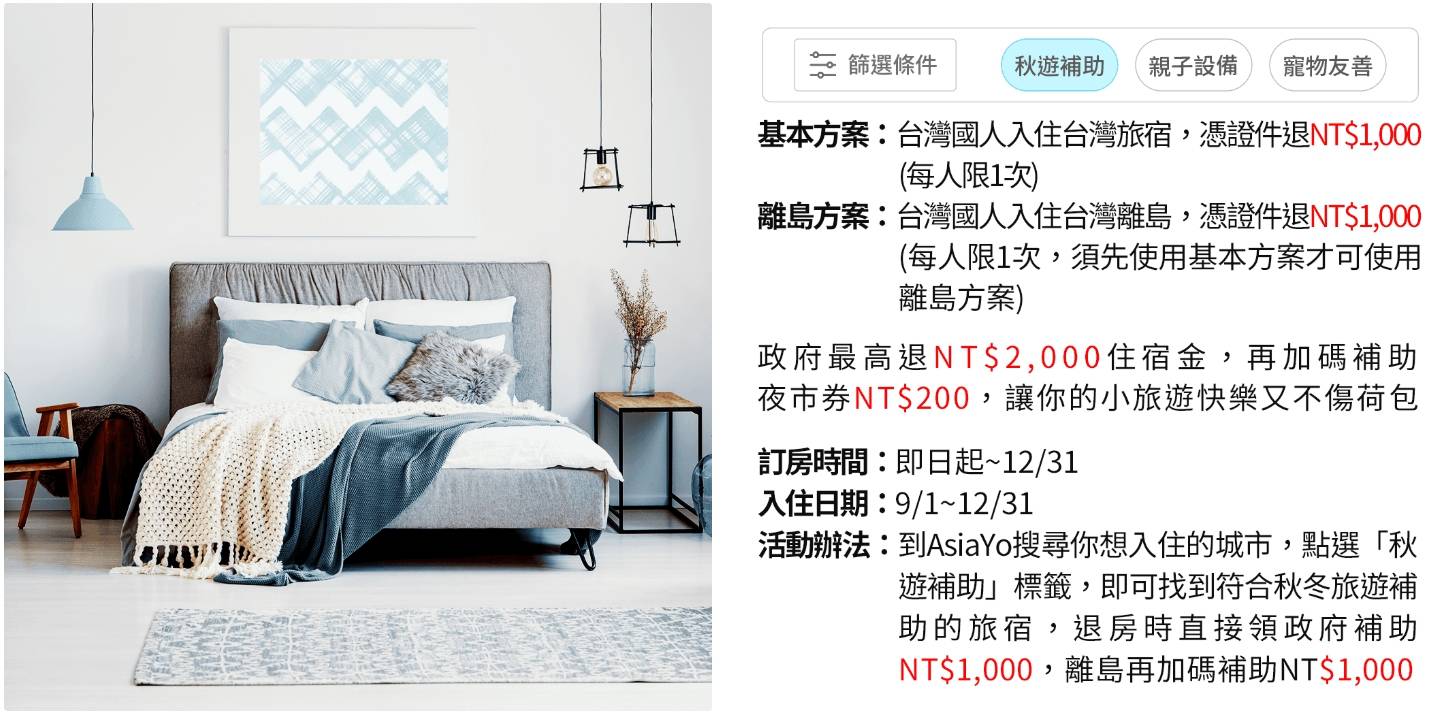 篩選條件 秋遊補助 親子設備 寵物友善
基本方案：台灣國人入住台灣旅宿，憑證件退NT$1,000
(每人限1次)
離島方案：台灣國人入住台灣離島，憑證件退NT$1,000
(每人限1次，須先使用基本方案才可使用
離島方案)
政府最高退NT$2,000住宿金，再加碼補助
夜市券NT$200，讓你的小旅遊快樂又不傷荷包
訂房時間：即日起~12/31
入住日期：9/1~12/31
活動辦法：到AsiaYo搜尋你想入住的城市，點選「秋
遊補助」標籤，即可找到符合秋冬旅遊補
助的旅宿，退房時直接領政府補助
NT$1,000，離島再加碼補助NT$1,000